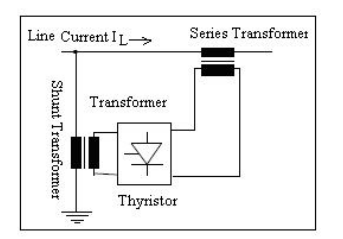 Line Current IL
Series Transformer
Shunt Transformer
Transformer
Thyristor